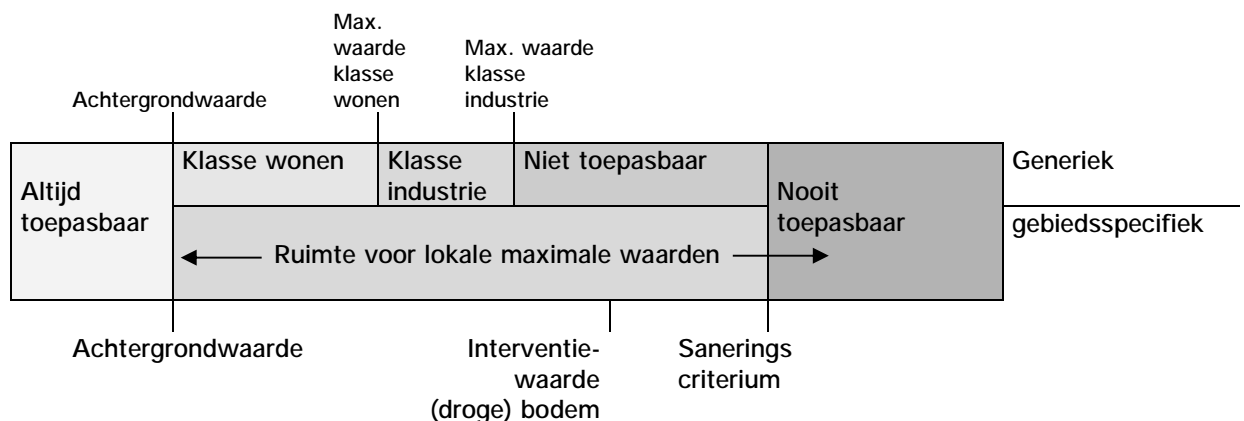 Max.
waarde
klasse
wonen
Max. waarde
klasse
industrie
Achtergrondwaarde
Klasse wonen
Klasse
industrie
Niet toepasbaar
Generiek
Altijd
toepasbaar
Nooit
toepasbaar
gebiedsspecifiek
Ruimte voor lokale maximale waarden
Achtergrondwaarde
Interventie-
waarde
(droge) bodem
Sanerings
criterium